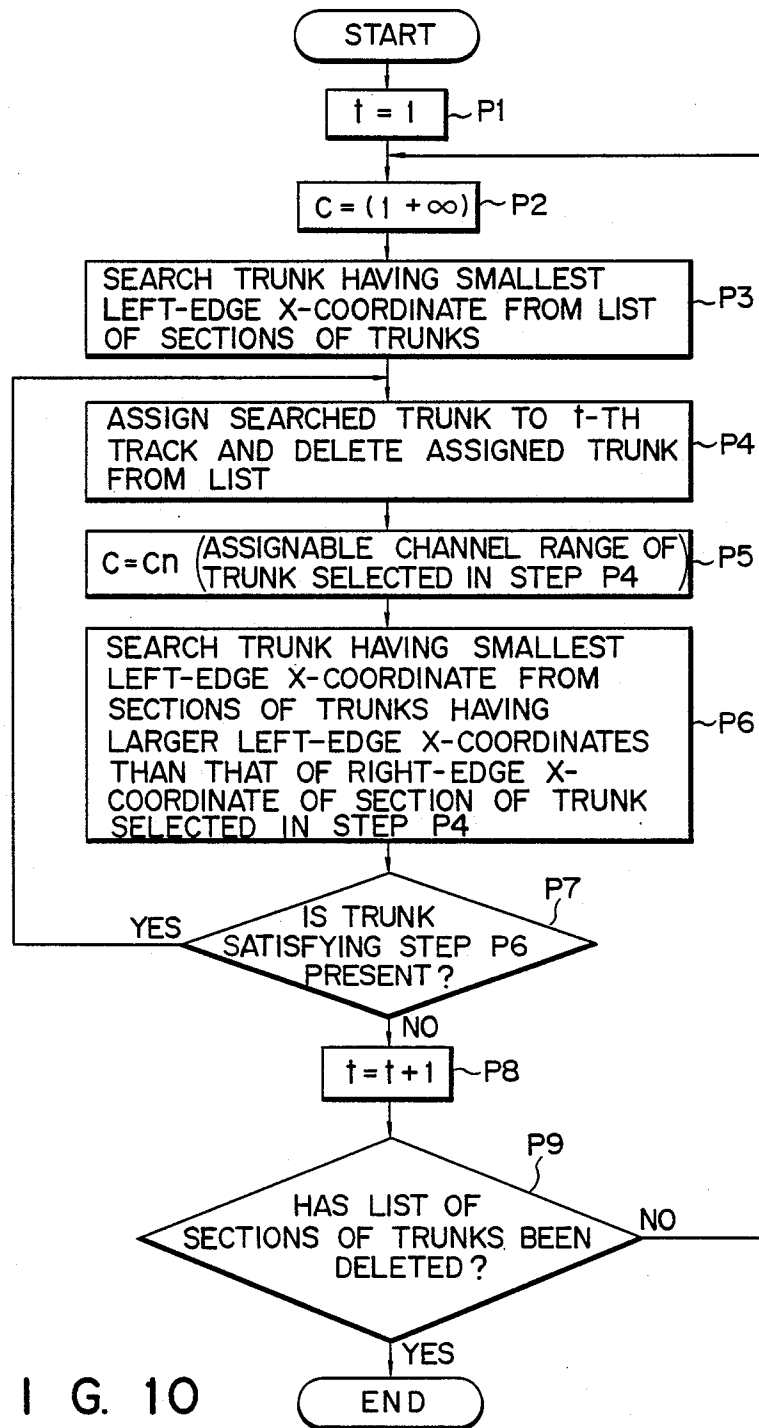 START
t = 1
P1
C = (1 + ∞)
P2
SEARCH TRUNK HAVING SMALLEST
LEFT-EDGE X-COORDINATE FROM LIST
OF SECTIONS OF TRUNKS
P3
ASSIGN SEARCHED TRUNK TO t-TH
TRACK AND DELETE ASSIGNED TRUNK
FROM LIST
P4
C=Cn (ASSIGNABLE CHANNEL RANGE OF
TRUNK SELECTED IN STEP P4)
P5
SEARCH TRUNK HAVING SMALLEST
LEFT-EDGE X-COORDINATE FROM
SECTIONS OF TRUNKS HAVING
LARGER LEFT-EDGE X-COORDINATES
THAN THAT OF RIGHT-EDGE X-
COORDINATE OF SECTION OF TRUNK
SELECTED IN STEP P4
P6
P7
YES
IS TRUNK
SATISFYING STEP P6
PRESENT?
NO
t = t + 1
P8
P9
HAS LIST OF
SECTIONS OF TRUNKS BEEN
DELETED?
NO
YES
I G. 10
END